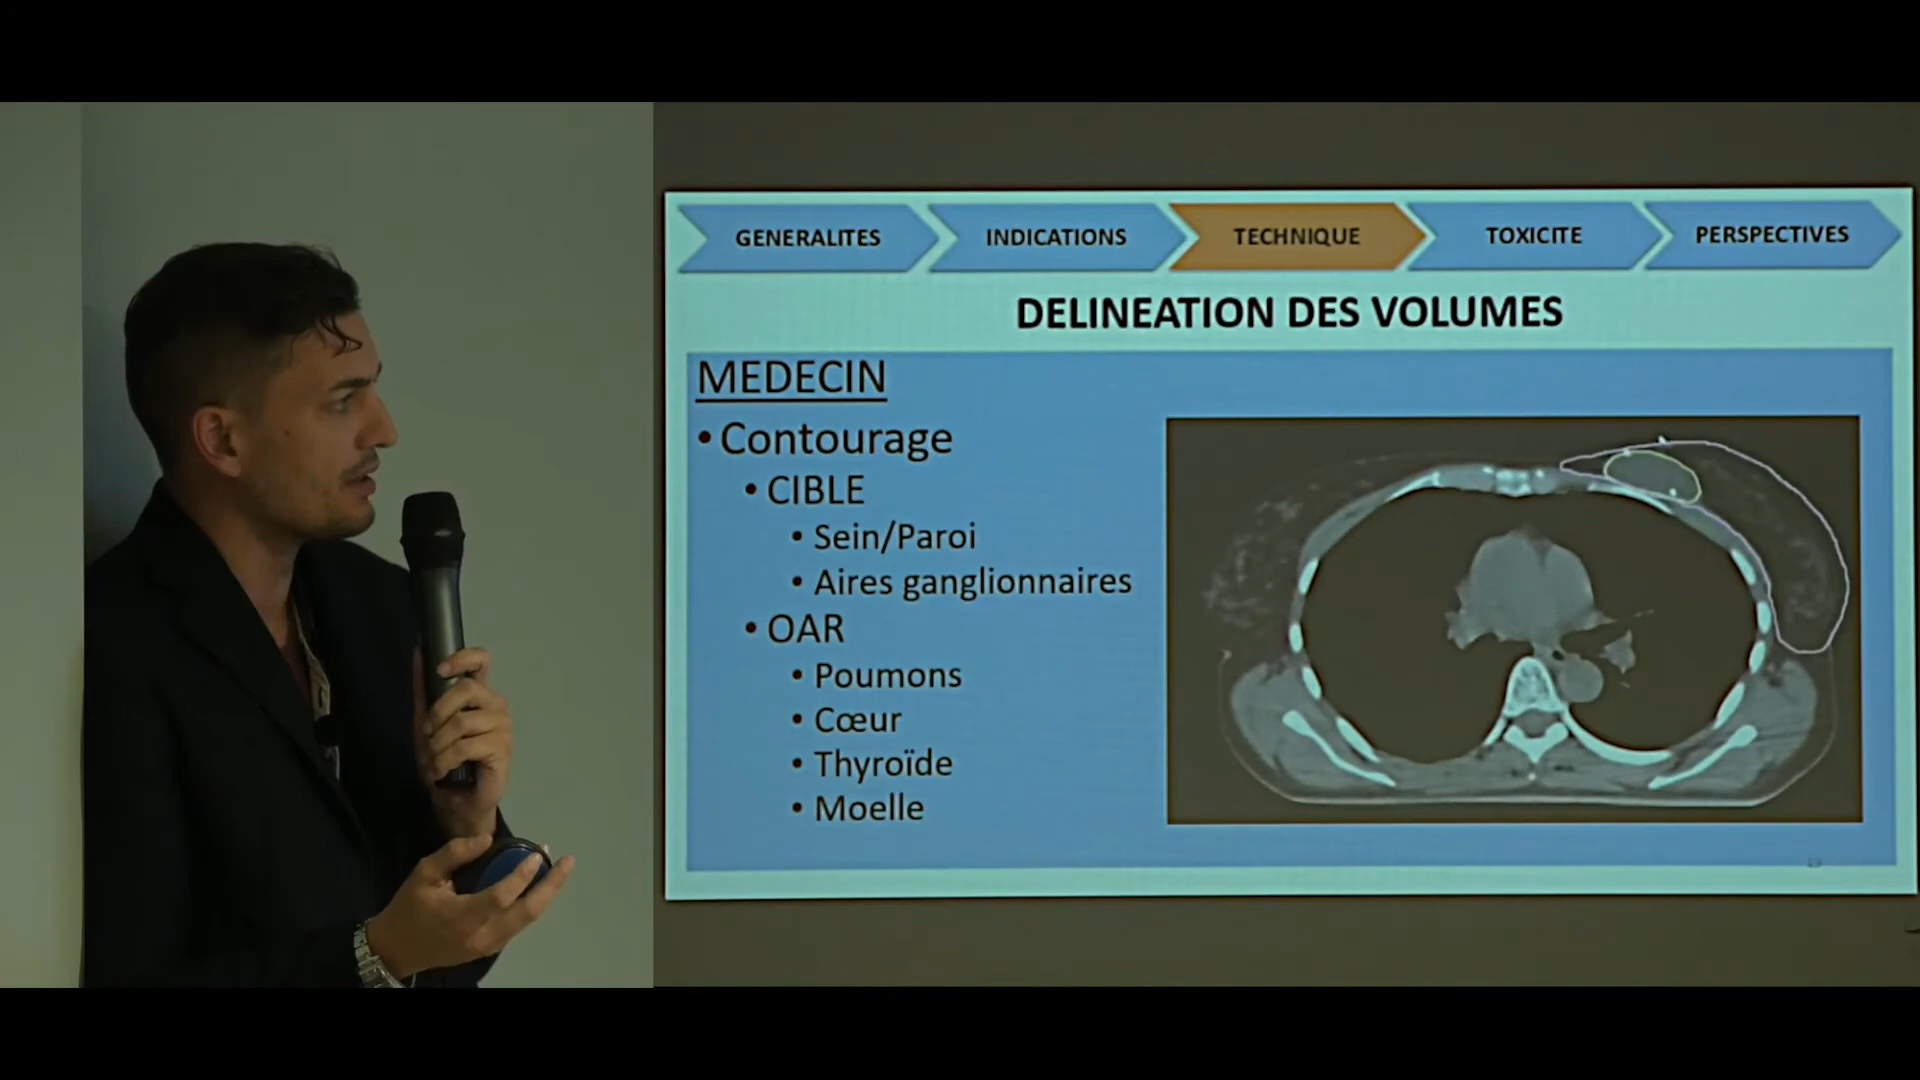 GENERALITES
INDICATIONS
TECHNIQUE
TOXICITE
PERSPECTIVES
DELINEATION DES VOLUMES
MEDECIN
• Contourage
• CIBLE
• Sein/Paroi
• Aires ganglionnaires
• OAR
• Poumons
• Cœur
• Thyroïde
• Moelle